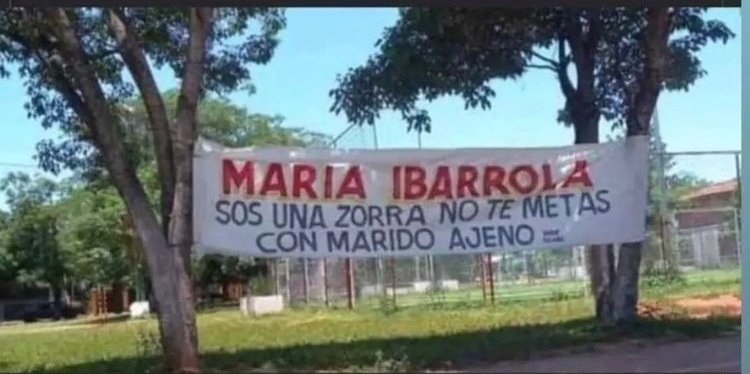 MARIA IBARROLA
SOS UNA ZORRA NO TE METAS
CON MARIDO AJENO